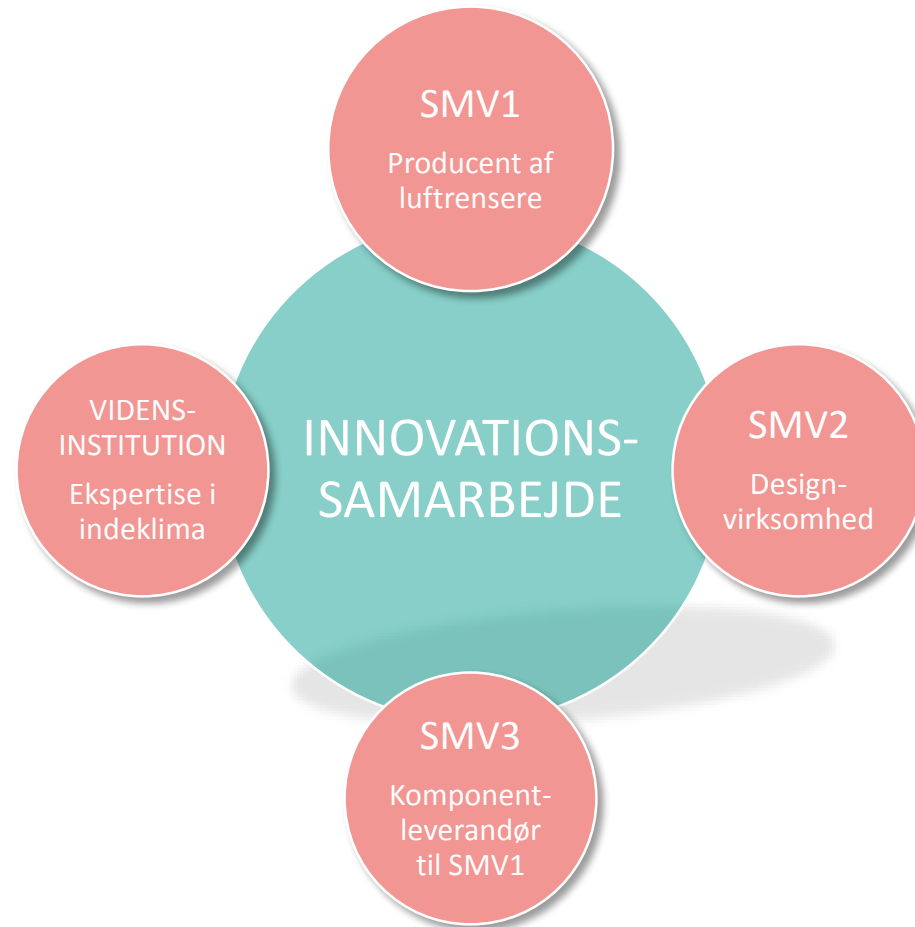 SMV1
Producent af
luftrensere
VIDENS-
INSTITUTION
Ekspertise i
indeklima
INNOVATIONS-
SAMARBEJDE
SMV2
Design-
virksomhed
SMV3
Komponent-
leverandør
til SMV1